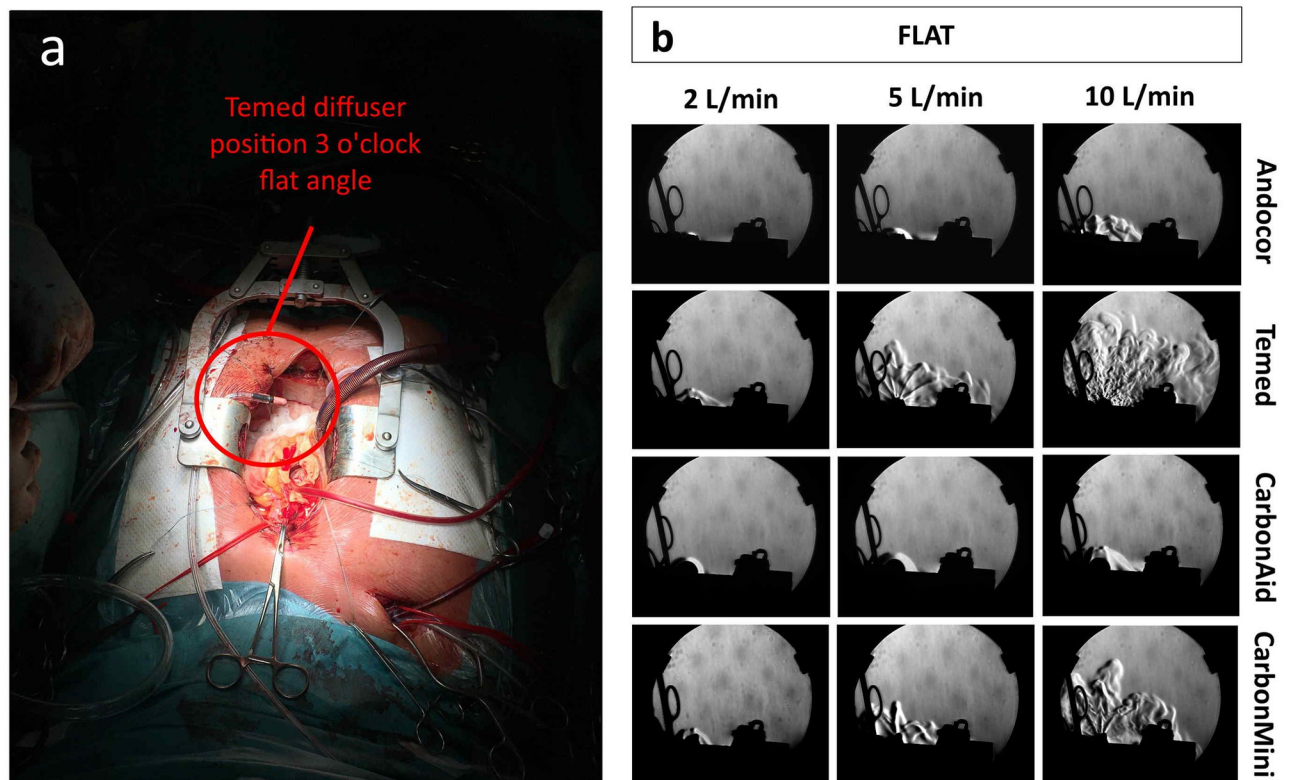 a
Temed diffuser
position 3 o'clock
flat angle
b
FLAT
2 L/min
5 L/min
10 L/min
Andocor
Temed
CarbonAid
CarbonMini